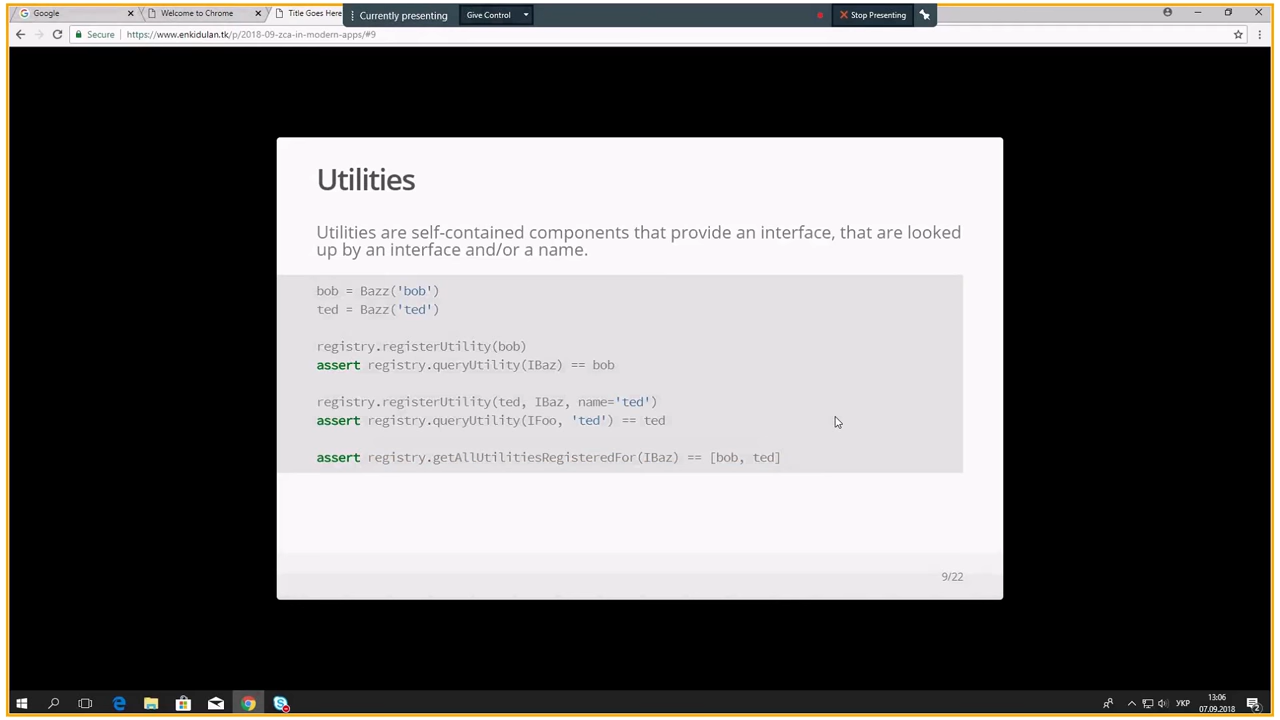 Google
Welcome to Chrome
Title Goes Here
Currently presenting
Give Control
Stop Presenting
Secure
https://www.enkidulan.tk/p/2018-09-zca-in-modern-apps/#9
Utilities
Utilities are self-contained components that provide an interface, that are looked
up by an interface and/or a name.
bob = Bazz('bob')
ted = Bazz('ted')
registry.registerUtility(bob)
assert registry.queryUtility(IBaz) == bob
registry.registerUtility(ted, IBaz, name='ted')
assert registry.queryUtility(IFoo, 'ted') == ted
assert registry.getAllUtilitiesRegisteredFor(IBaz) == [bob, ted]
9/22
УКР
13:06
07.09.2018
2